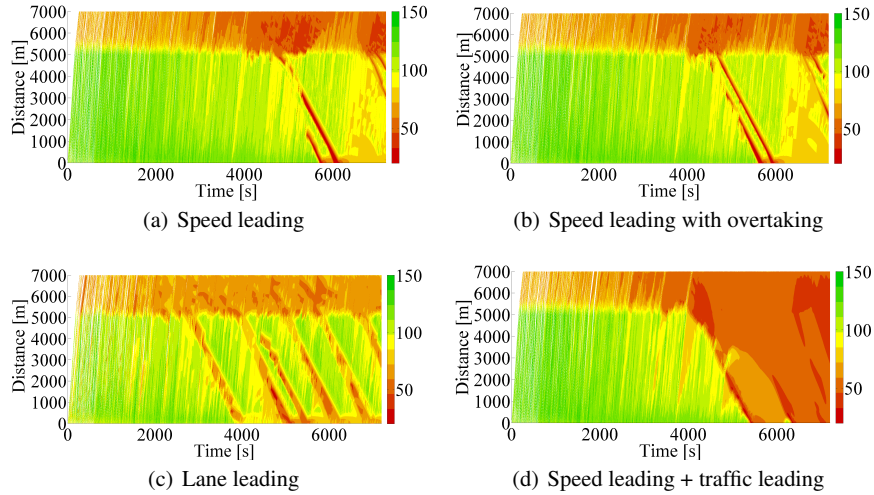 7000
6000
5000
4000
3000
2000
1000
0
Distance [m]
0 2000 4000 6000
Time [s]
150
100
50
(a) Speed leading
7000
6000
5000
4000
3000
2000
1000
0
Distance [m]
0 2000 4000 6000
Time [s]
150
100
50
(b) Speed leading with overtaking
7000
6000
5000
4000
3000
2000
1000
0
Distance [m]
0 2000 4000 6000
Time [s]
150
100
50
(c) Lane leading
7000
6000
5000
4000
3000
2000
1000
0
Distance [m]
0 2000 4000 6000
Time [s]
150
100
50
(d) Speed leading + traffic leading